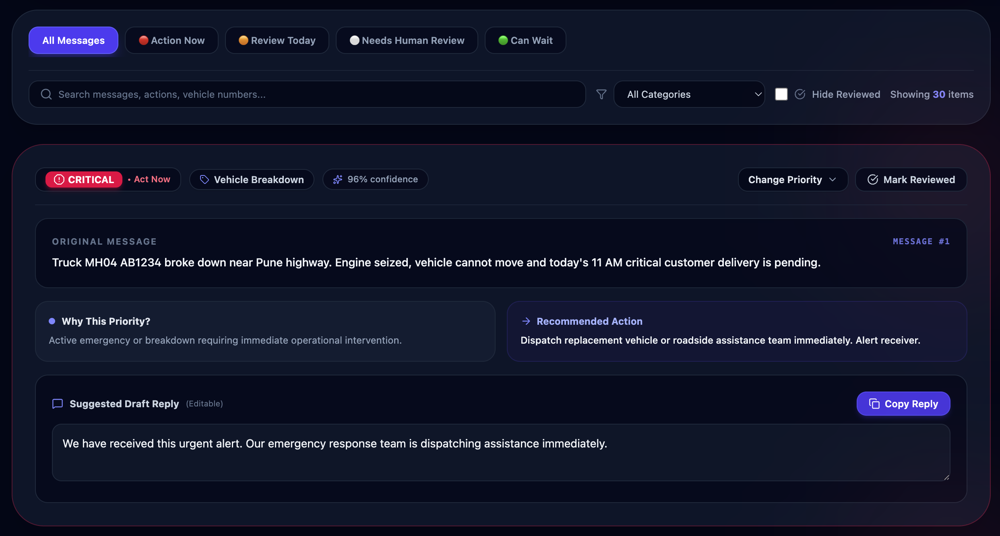 All Messages
Action Now
Review Today
Needs Human Review
Can Wait
Search messages, actions, vehicle numbers...
All Categories
Hide Reviewed
Showing 30 items
CRITICAL • Act Now
Vehicle Breakdown
96% confidence
Change Priority
Mark Reviewed
ORIGINAL MESSAGE
MESSAGE #1
Truck MH04 AB1234 broke down near Pune highway. Engine seized, vehicle cannot move and today's 11 AM critical customer delivery is pending.
Why This Priority?
Active emergency or breakdown requiring immediate operational intervention.
Recommended Action
Dispatch replacement vehicle or roadside assistance team immediately. Alert receiver.
Suggested Draft Reply (Editable)
Copy Reply
We have received this urgent alert. Our emergency response team is dispatching assistance immediately.